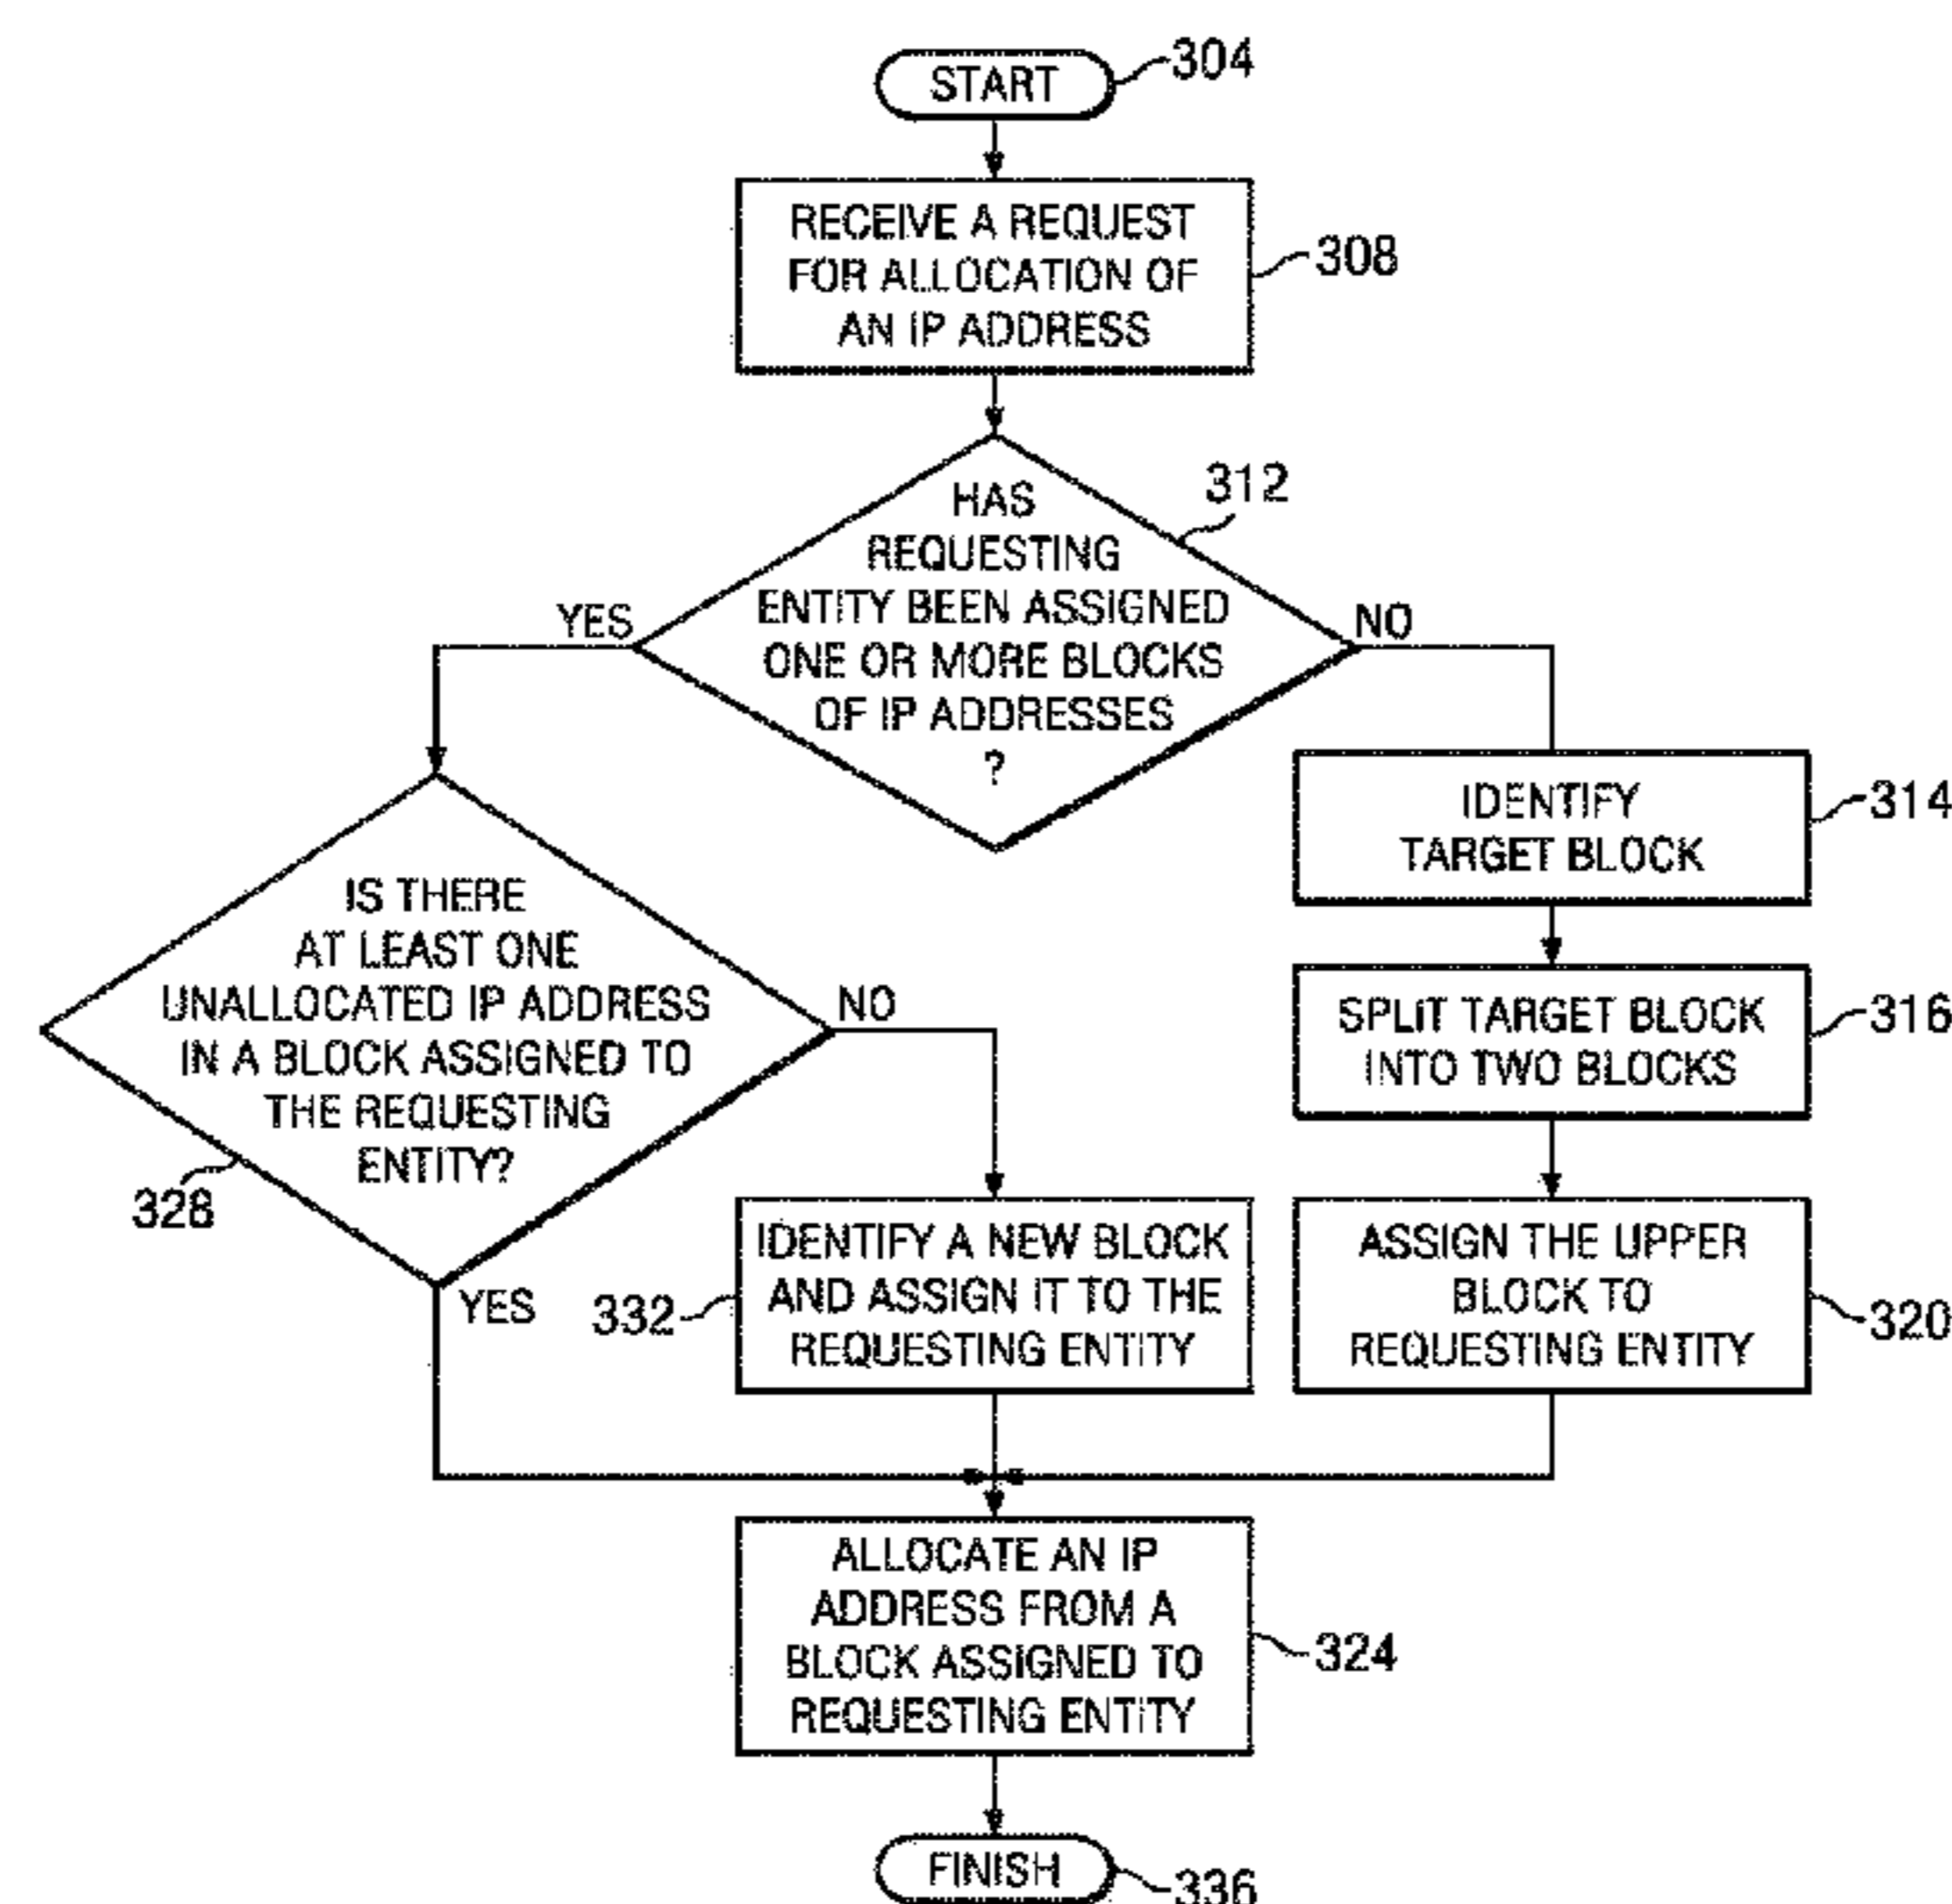 START
304
RECEIVE A REQUEST
FOR ALLOCATION OF
AN IP ADDRESS
308
HAS
REQUESTING
ENTITY BEEN ASSIGNED
ONE OR MORE BLOCKS
OF IP ADDRESSES
?
312
YES
NO
IDENTIFY
TARGET BLOCK
314
IS THERE
AT LEAST ONE
UNALLOCATED IP ADDRESS
IN A BLOCK ASSIGNED TO
THE REQUESTING
ENTITY?
328
NO
YES
SPLIT TARGET BLOCK
INTO TWO BLOCKS
316
IDENTIFY A NEW BLOCK
AND ASSIGN IT TO THE
REQUESTING ENTITY
332
ASSIGN THE UPPER
BLOCK TO
REQUESTING ENTITY
320
ALLOCATE AN IP
ADDRESS FROM A
BLOCK ASSIGNED TO
REQUESTING ENTITY
324
FINISH
336